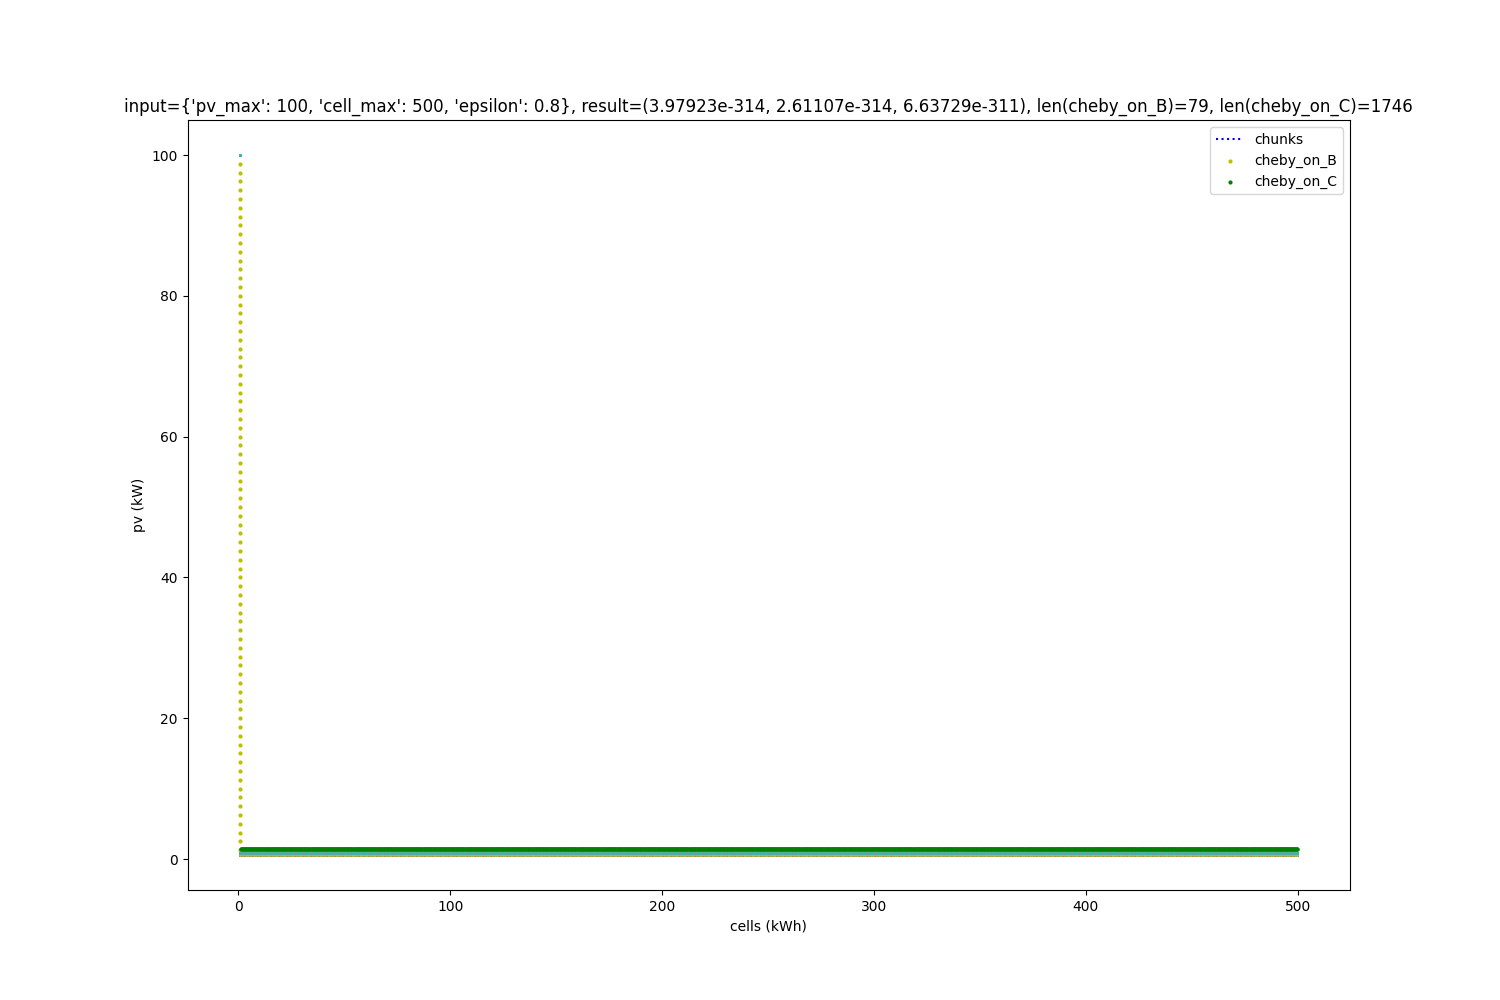 input={'pv_max': 100, 'cell_max': 500, 'epsilon': 0.8}, result=(3.97923e-314, 2.61107e-314, 6.63729e-311), len(cheby_on_B)=79, len(cheby_on_C)=1746
chunks
cheby_on_B
cheby_on_C
100
80
60
40
20
0
pv (kW)
0 100 200 300 400 500
cells (kWh)